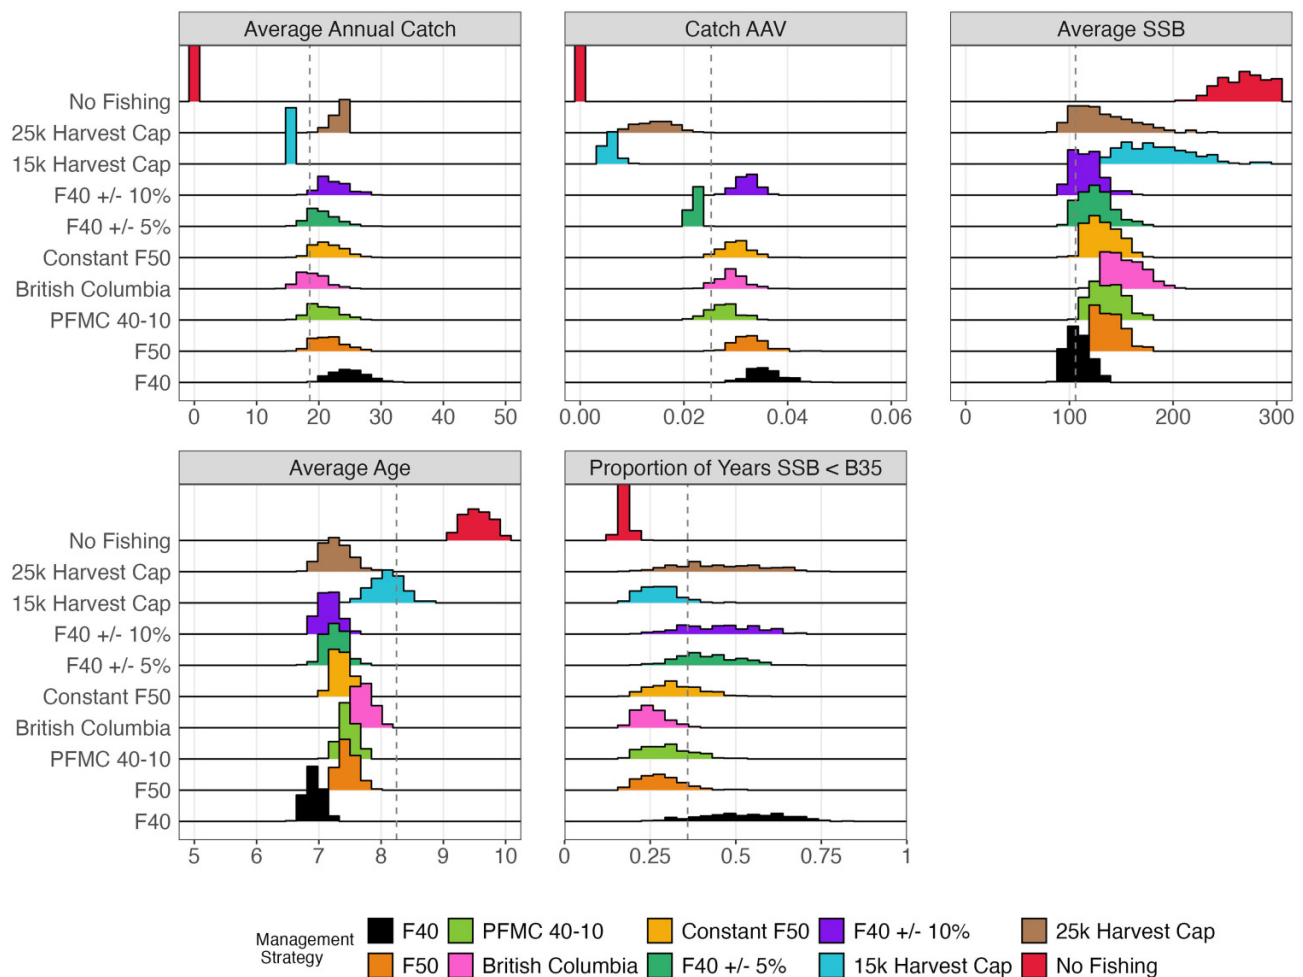 Average Annual Catch
Catch AAV
Average SSB
No Fishing
25k Harvest Cap
15k Harvest Cap
F40 +/- 10%
F40 +/- 5%
Constant F50
British Columbia
PFMC 40-10
F50
F40
0 10 20 30 40 50
0.00 0.02 0.04 0.06
0 100 200 300
Average Age
Proportion of Years SSB < B35
No Fishing
25k Harvest Cap
15k Harvest Cap
F40 +/- 10%
F40 +/- 5%
Constant F50
British Columbia
PFMC 40-10
F50
F40
5 6 7 8 9 10
0 0.25 0.5 0.75 1
Management
Strategy
F40 PFMC 40-10 Constant F50 F40 +/- 10% 25k Harvest Cap
F50 British Columbia F40 +/- 5% 15k Harvest Cap No Fishing